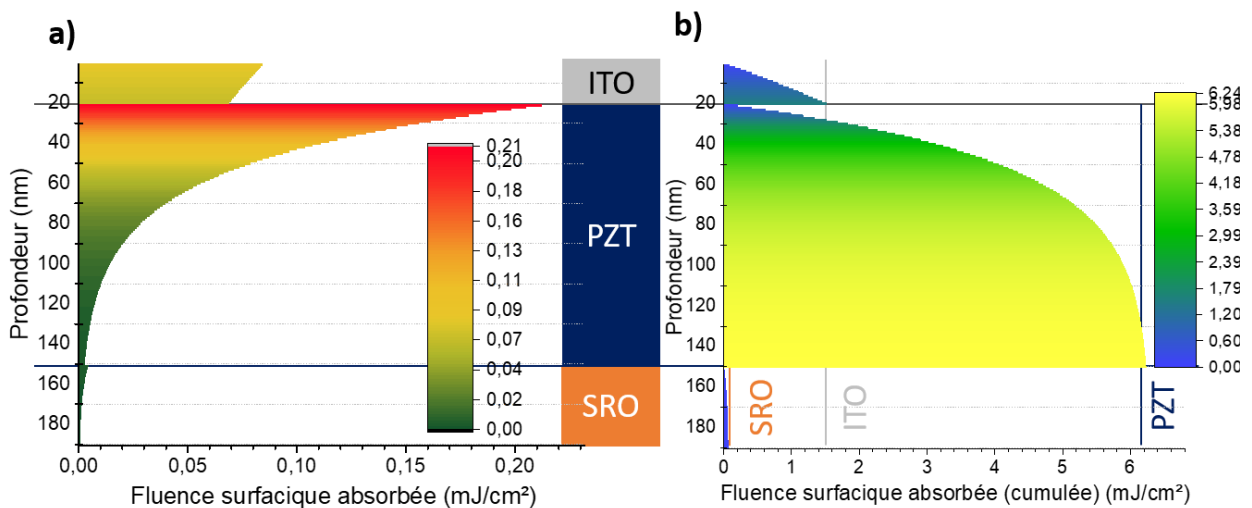 a)
ITO
PZT
SRO
Profondeur (nm)
20
40
60
80
100
120
140
160
180
0,21
0,20
0,18
0,16
0,13
0,11
0,09
0,07
0,04
0,02
0,00
0,00 0,05 0,10 0,15 0,20
Fluence surfacique absorbée (mJ/cm²)
b)
Profondeur (nm)
20
40
60
80
100
120
140
160
180
6,24
5,98
5,38
4,78
4,18
3,59
2,99
2,39
1,79
1,20
0,60
0,00
SRO
ITO
PZT
0 1 2 3 4 5 6
Fluence surfacique absorbée (cumulée) (mJ/cm²)